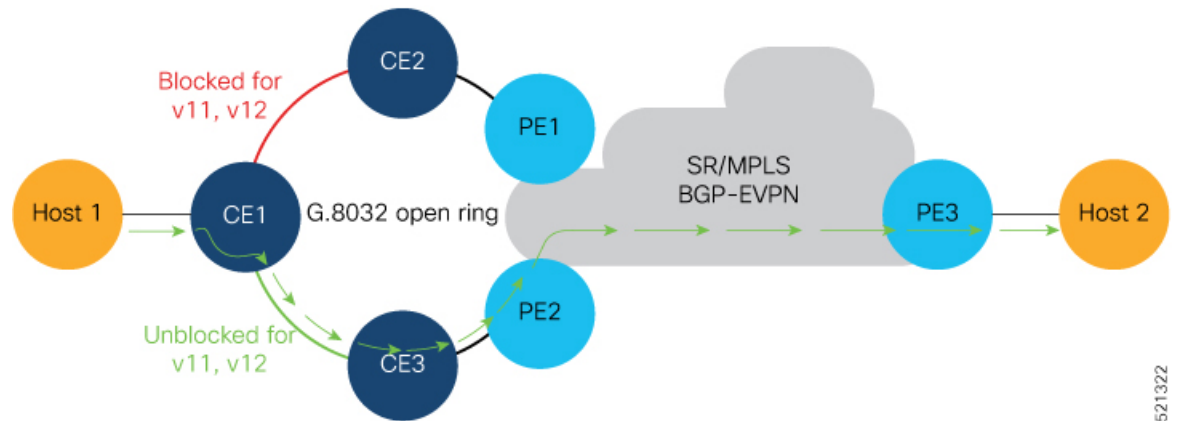 CE2
Blocked for
v11, v12
PE1
SR/MPLS
BGP-EVPN
Host 1
CE1
G.8032 open ring
PE3
Host 2
PE2
Unblocked for
v11, v12
CE3
521322